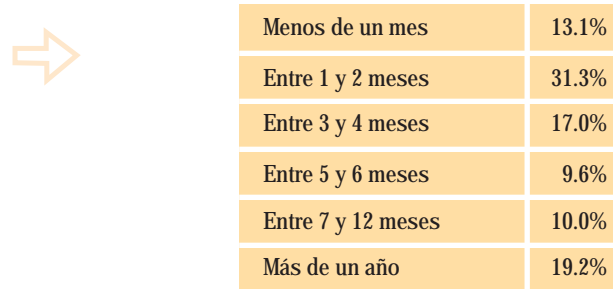 Menos de un mes 13.1%
Entre 1 y 2 meses 31.3%
Entre 3 y 4 meses 17.0%
Entre 5 y 6 meses 9.6%
Entre 7 y 12 meses 10.0%
Más de un año 19.2%